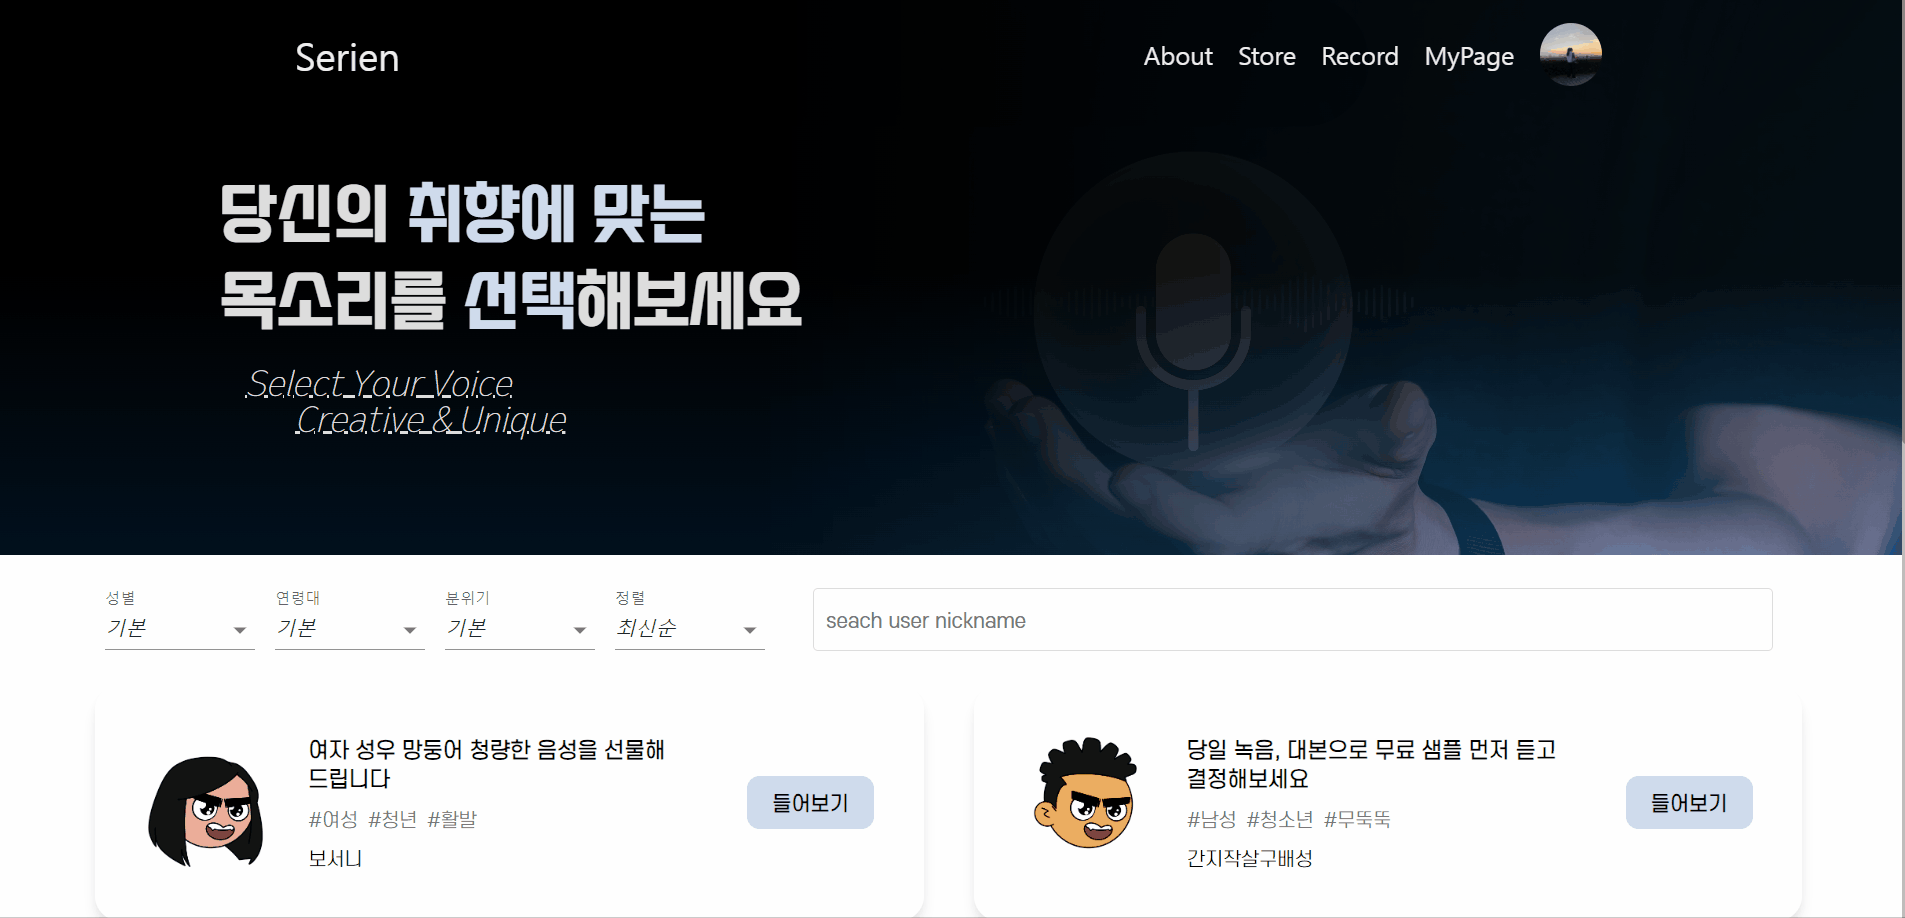 Serien
About Store Record MyPage
당신의 취향에 맞는
목소리를 선택해보세요
Select Your Voice
Creative & Unique
성별 연령대 분위기 정렬
기본 기본 기본 최신순
seach user nickname
여자 성우 망둥어 청량한 음성을 선물해
드립니다
#여성 #청년 #활발
보서니
들어보기
당일 녹음, 대본으로 무료 샘플 먼저 듣고
결정해보세요
#남성 #청소년 #무뚝뚝
간지작살구배성
들어보기